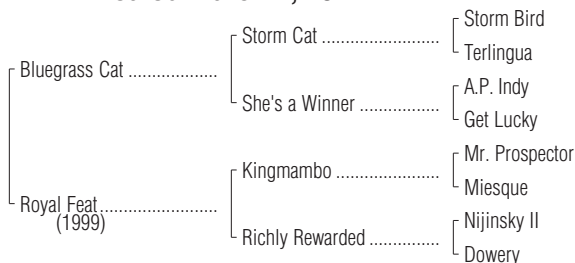 Storm Bird
Storm Cat ........................
Terlingua
Bluegrass Cat ..................
A.P. Indy
She's a Winner ................
Get Lucky
Mr. Prospector
Kingmambo .....................
Miesque
Royal Feat........................
(1999)
Nijinsky II
Richly Rewarded ..............
Dowery